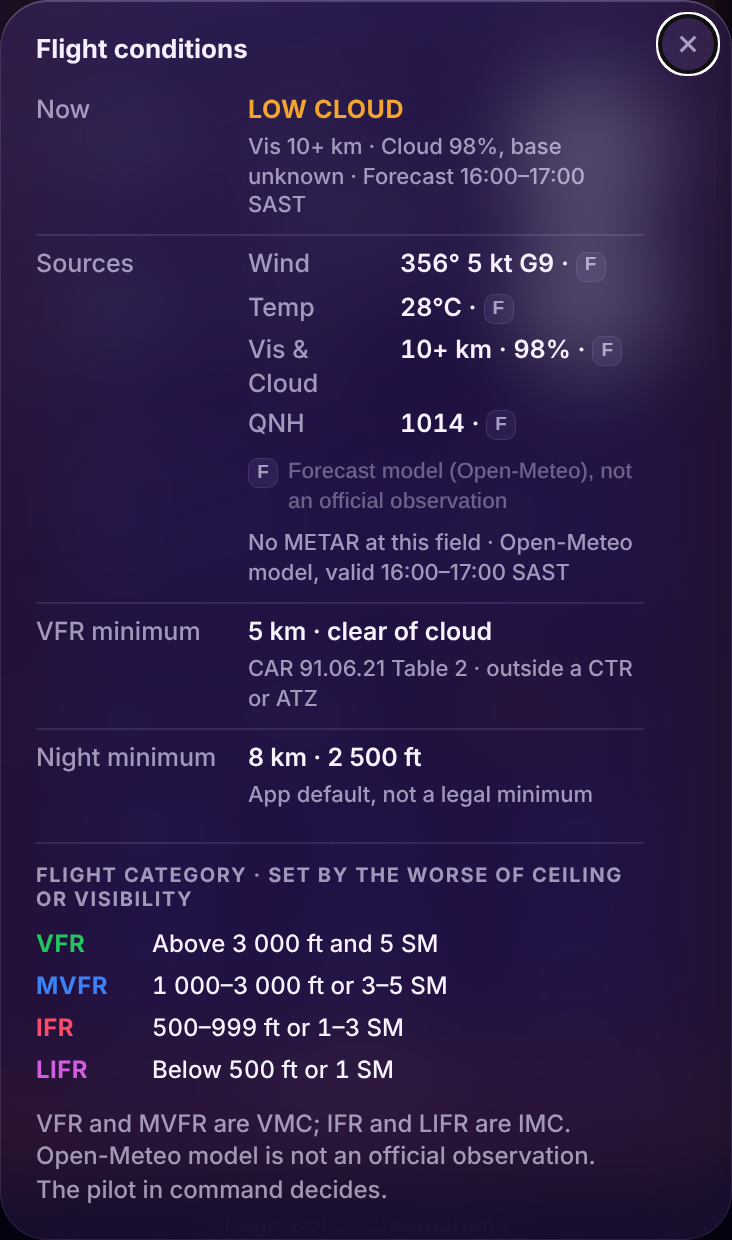 Flight conditions
Now
LOW CLOUD
Vis 10+ km · Cloud 98%, base
unknown · Forecast 16:00–17:00
SAST
Sources
Wind 356° 5 kt G9 · F
Temp 28°C · F
Vis & 10+ km · 98% · F
Cloud
QNH 1014 · F
F Forecast model (Open-Meteo), not
an official observation
No METAR at this field · Open-Meteo
model, valid 16:00–17:00 SAST
VFR minimum
5 km · clear of cloud
CAR 91.06.21 Table 2 · outside a CTR
or ATZ
Night minimum
8 km · 2 500 ft
App default, not a legal minimum
FLIGHT CATEGORY · SET BY THE WORSE OF CEILING
OR VISIBILITY
VFR Above 3 000 ft and 5 SM
MVFR 1 000–3 000 ft or 3–5 SM
IFR 500–999 ft or 1–3 SM
LIFR Below 500 ft or 1 SM
VFR and MVFR are VMC; IFR and LIFR are IMC.
Open-Meteo model is not an official observation.
The pilot in command decides.